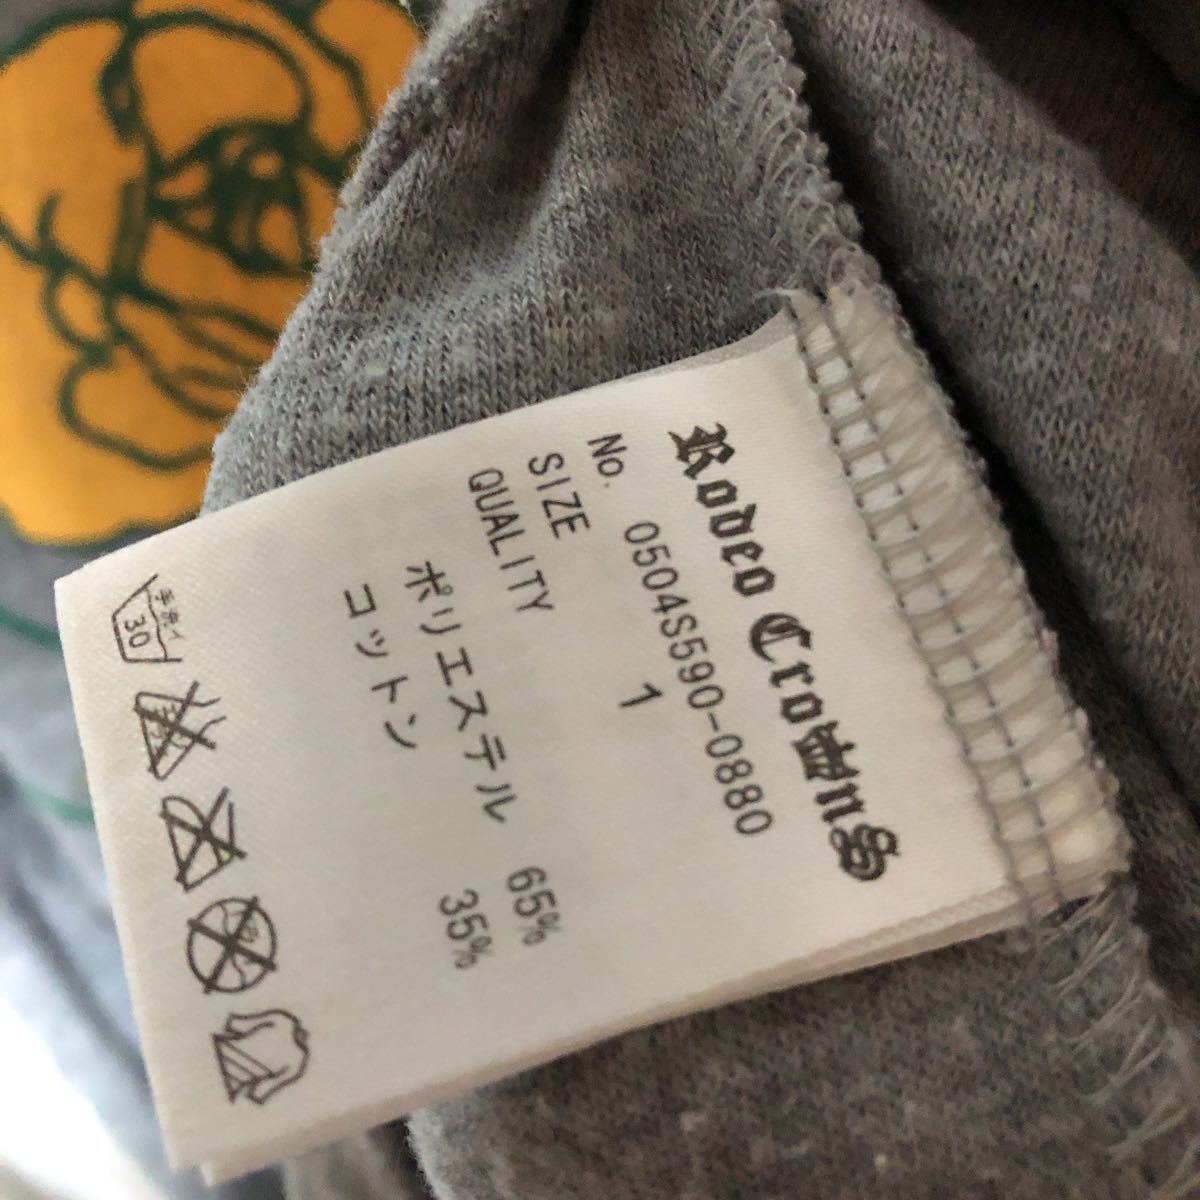 Rodeo Crowns
No. 0504S590-0880
SIZE 1
QUALITY
ポリエステル 65%
コットン 35%
手洗イ
30